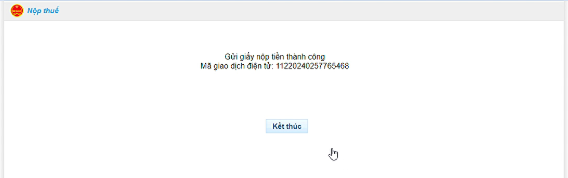 Nộp thuế
Gửi giấy nộp tiền thành công
Mã giao dịch điện tử: 11220240257765468
Kết thúc